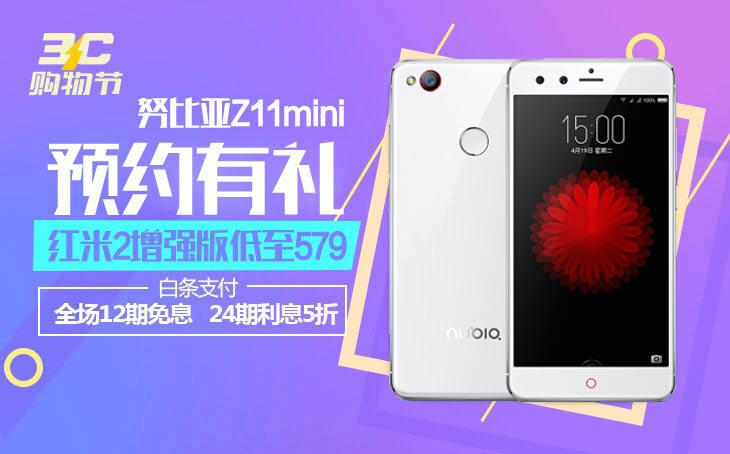 3C
购物节
努比亚Z11mini
预约有礼
红米2增强版低至579
白条支付
全场12期免息 24期利息5折
nubia
100%
15:00
4月19日 星期二